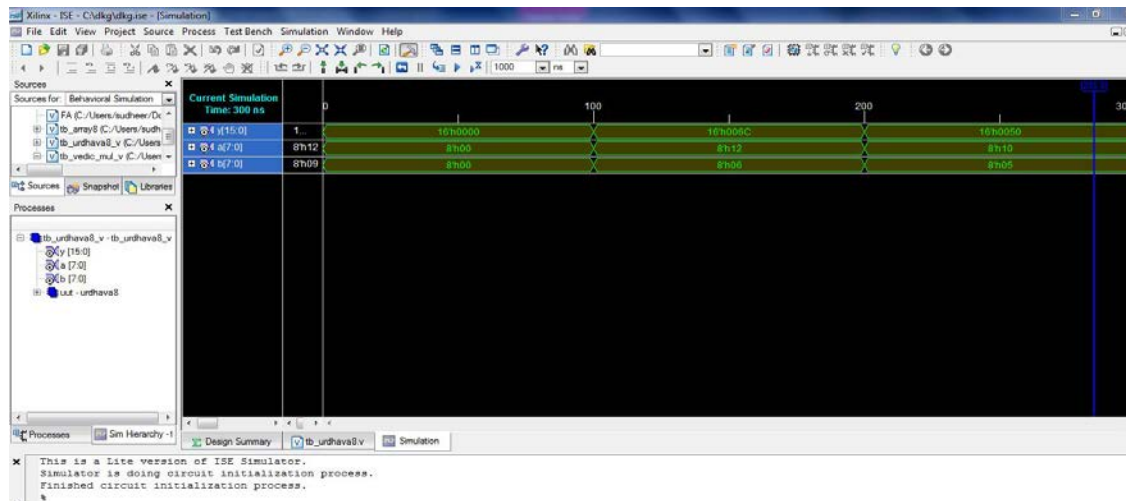 Xilinx - ISE - C:\dkg\dkg.ise - [Simulation]
File Edit View Project Source Process Test Bench Simulation Window Help
1000 ns
Sources
Sources for: Behavioral Simulation
FA (C:/Users/sudheer/Dc
tb_array8 (C:/Users/sudh
tb_urdhava8_v (C:/Users
tb_vedic_mul_v (C:/Users
Sources Snapshot Libraries
Processes
tb_urdhava8_v - tb_urdhava8_v
y [15:0]
a [7:0]
b [7:0]
uut - urdhava8
Processes Sim Hierarchy -t
Current Simulation
Time: 300 ns
0 100 200 30
y[15:0] 1... 16'h0000 16'h006C 16'h0050
a[7:0] 8'h12 8'h00 8'h12 8'h10
b[7:0] 8'h09 8'h00 8'h06 8'h05
Design Summary tb_urdhava8.v Simulation
This is a Lite version of ISE Simulator.
Simulator is doing circuit initialization process.
Finished circuit initialization process.
%